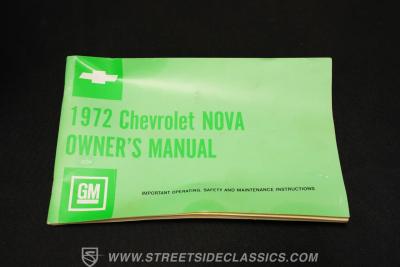 1972 Chevrolet NOVA
OWNER'S MANUAL
GM
IMPORTANT OPERATING, SAFETY AND MAINTENANCE INSTRUCTIONS
WWW.STREETSIDECLASSICS.COM